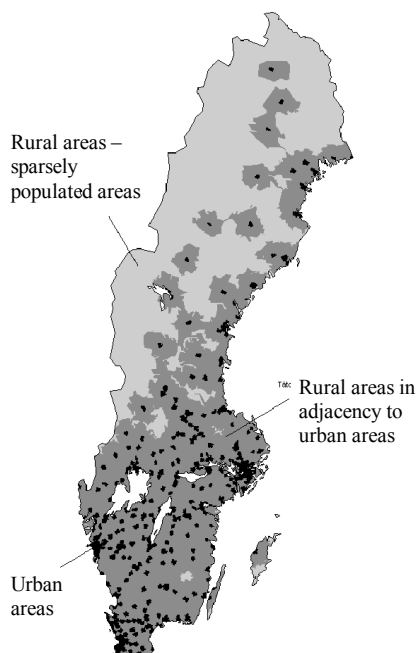 Rural areas –
sparsely
populated areas
Rural areas in
adjacency to
urban areas
Urban
areas